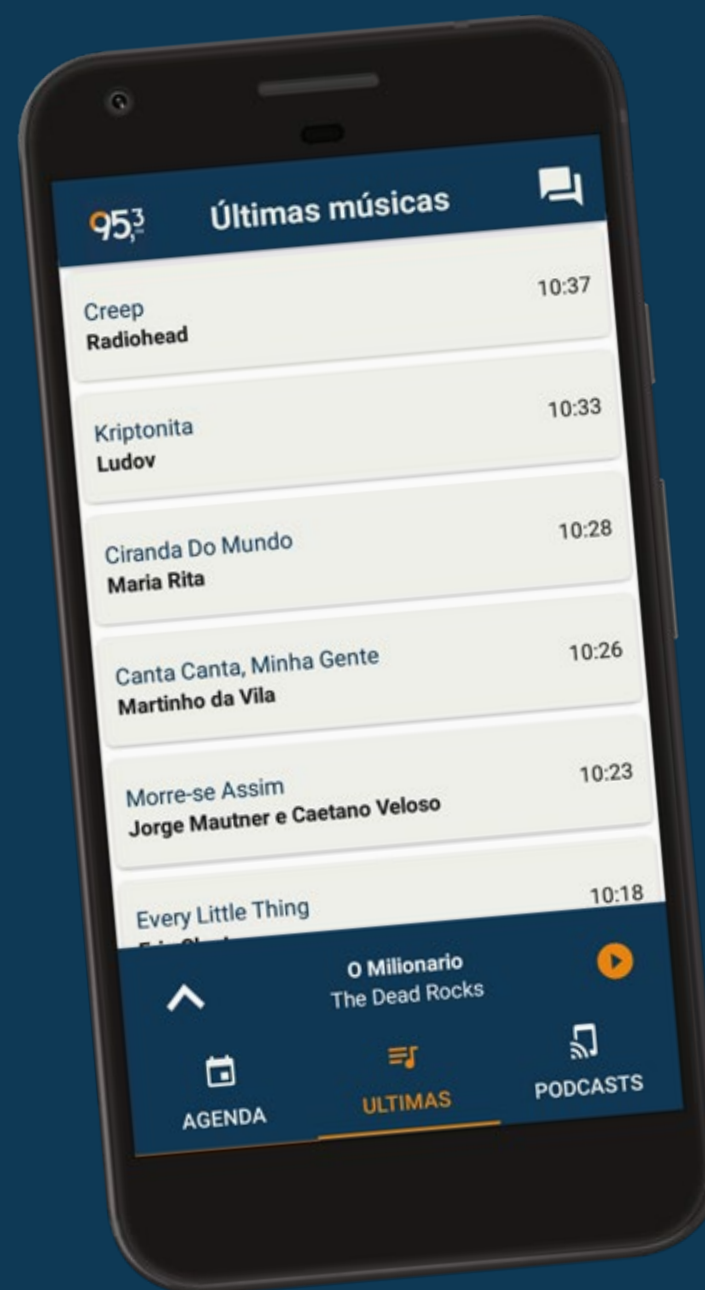 95,3
Últimas músicas
Creep
10:37
Radiohead
Kriptonita
10:33
Ludov
Ciranda Do Mundo
10:28
Maria Rita
Canta Canta, Minha Gente
10:26
Martinho da Vila
Morre-se Assim
10:23
Jorge Mautner e Caetano Veloso
Every Little Thing
10:18
O Milionario
The Dead Rocks
AGENDA
ULTIMAS
PODCASTS